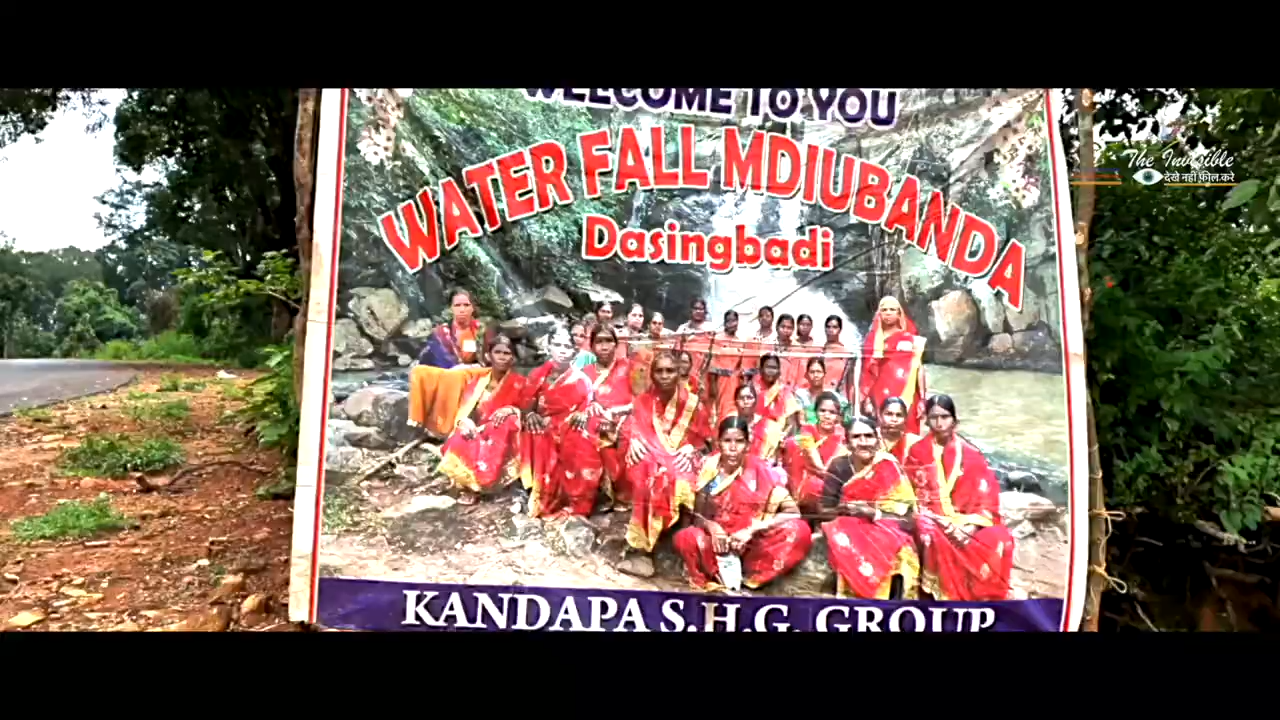 WELCOME TO YOU
WATER FALL MDIUBANDA
Dasingbadi
KANDAPA S.H.G. GROUP
The Invisible
देखे नहीं फील करे